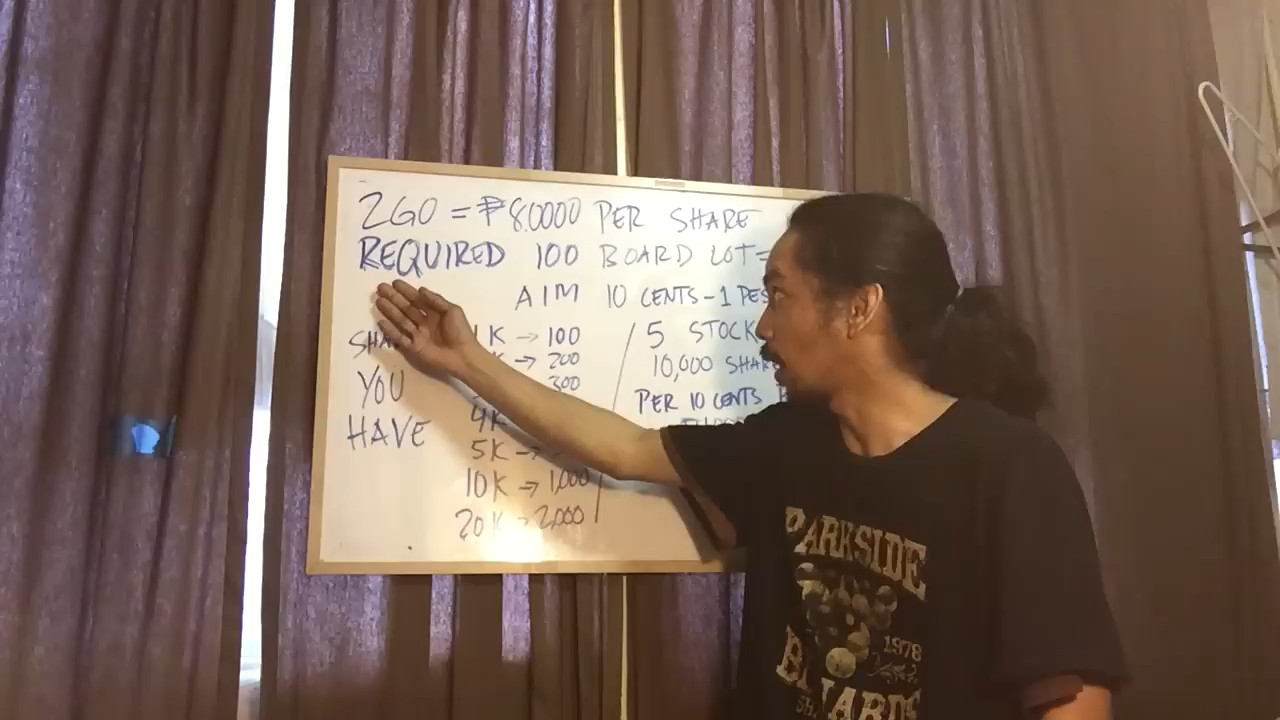 2GO = ₱8.0000 PER SHARE
REQUIRED 100 BOARD LOT =
AIM 10 CENTS - 1
K → 100
K → 200
300
4K
5K →
10K → 1,000
20K → 2,000
YOU
HAVE
5 STOCK
10,000
PER 10 CENTS
PARKSIDE
1978